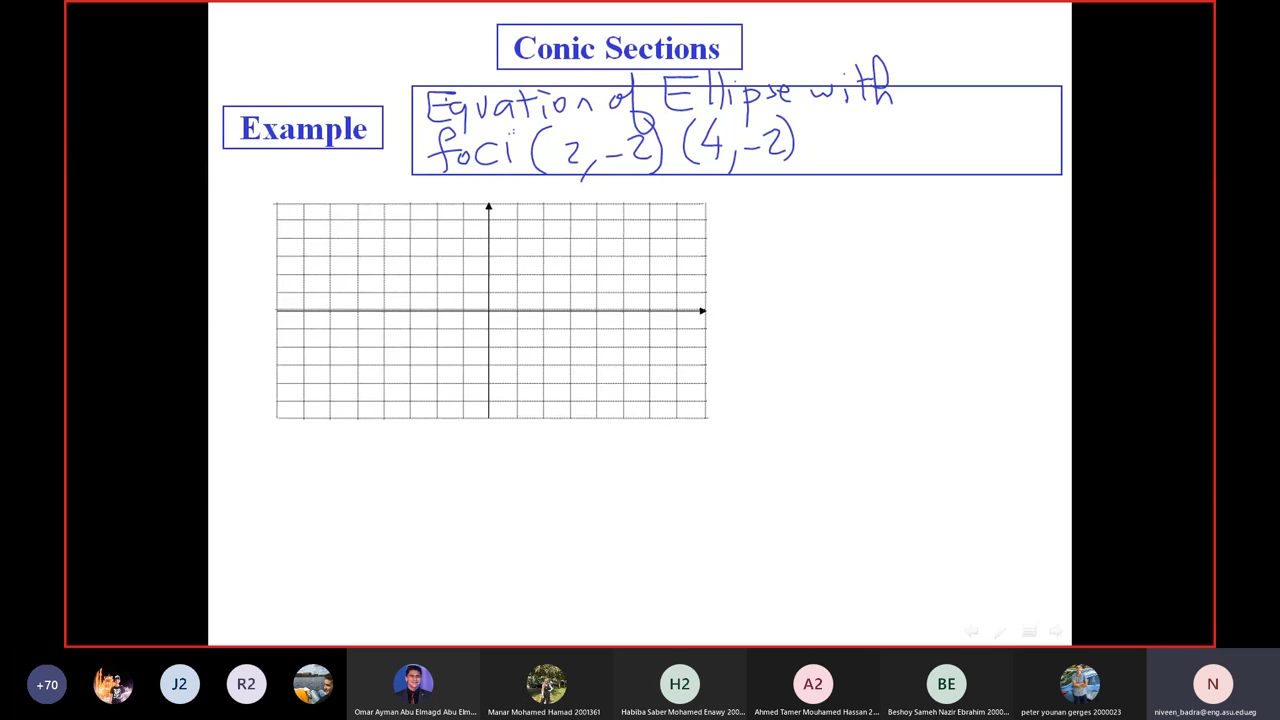 Conic Sections
Example
Equation of Ellipse with
foci (2,-2) (4,-2)
+70
J2
R2
Omar Ayman Abu Elmagd Abu Elm...
Manar Mohamed Hamad 2001361
H2
Habiba Saber Mohamed Enawy 200...
A2
Ahmed Tamer Mouhamed Hassan 2...
BE
Beshoy Sameh Nazir Ebrahim 2000...
peter younan gerges 2000023
N
niveen_badra@eng.asu.edueg